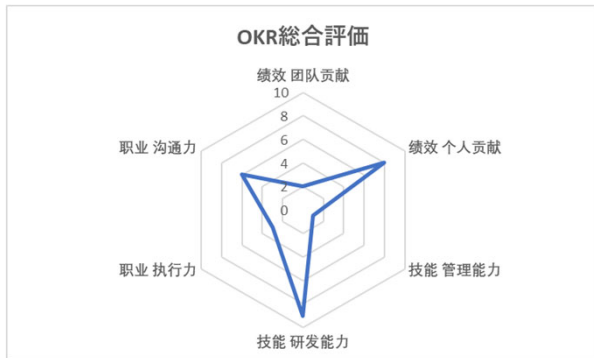 OKR総合評価
绩效 团队贡献
10
8
6
4
2
0
职业 沟通力
绩效 个人贡献
职业 执行力
技能 管理能力
技能 研发能力